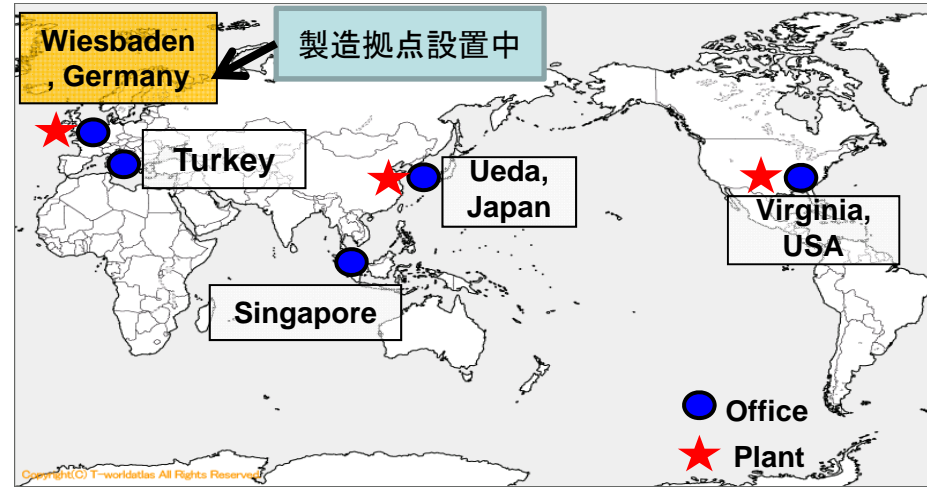 Wiesbaden
, Germany
製造拠点設置中
Turkey
Ueda,
Japan
Virginia,
USA
Singapore
Office
Plant
Copyright(C) T-worldatlas All Rights Reserved